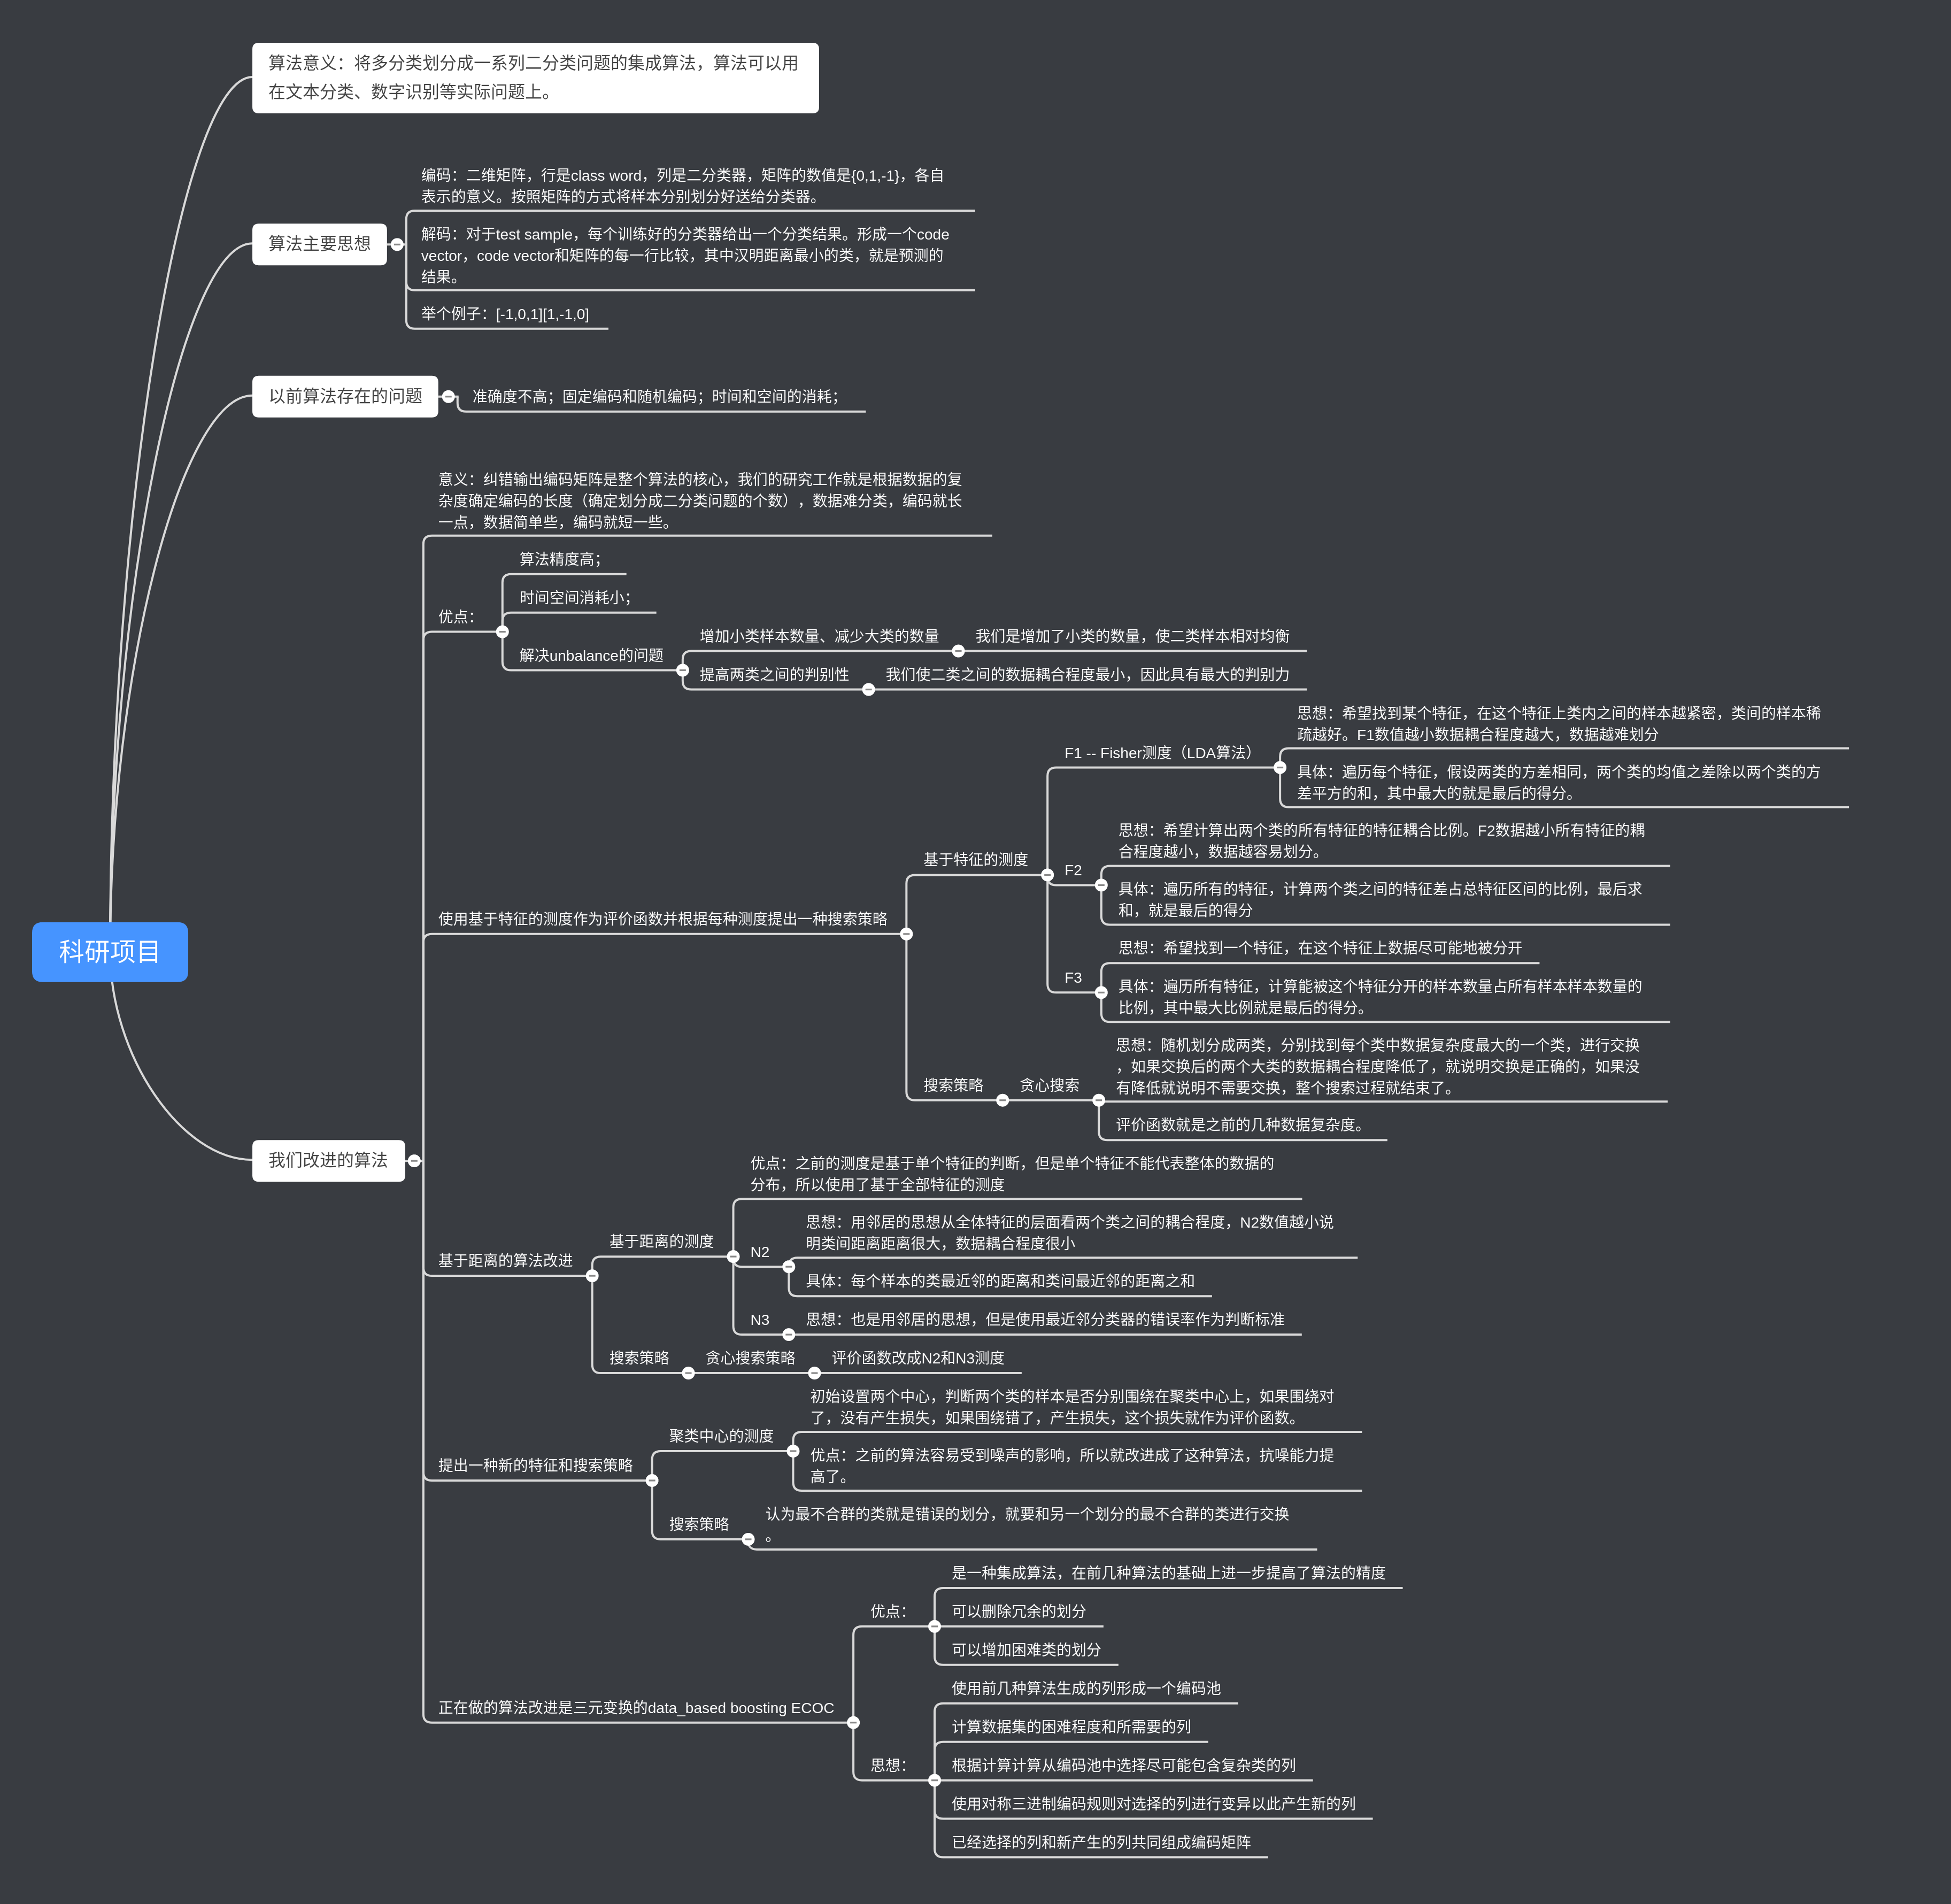 算法意义：将多分类划分成一系列二分类问题的集成算法，算法可以用
在文本分类、数字识别等实际问题上。
算法主要思想
编码：二维矩阵，行是class word，列是二分类器，矩阵的数值是{0,1,-1}，各自
表示的意义。按照矩阵的方式将样本分别划分好送给分类器。
解码：对于test sample，每个训练好的分类器给出一个分类结果。形成一个code
vector，code vector和矩阵的每一行比较，其中汉明距离最小的类，就是预测的
结果。
举个例子：[-1,0,1][1,-1,0]
以前算法存在的问题
准确度不高；固定编码和随机编码；时间和空间的消耗；
科研项目
我们改进的算法
意义：纠错输出编码矩阵是整个算法的核心，我们的研究工作就是根据数据的复
杂度确定编码的长度（确定划分成二分类问题的个数），数据难分类，编码就长
一点，数据简单些，编码就短一些。
优点：
算法精度高；
时间空间消耗小；
解决unbalance的问题
增加小类样本数量、减少大类的数量
我们是增加了小类的数量，使二类样本相对均衡
提高两类之间的判别性
我们使二类之间的数据耦合程度最小，因此具有最大的判别力
使用基于特征的测度作为评价函数并根据每种测度提出一种搜索策略
基于特征的测度
F1 -- Fisher测度（LDA算法）
思想：希望找到某个特征，在这个特征上类内之间的样本越紧密，类间的样本稀
疏越好。F1数值越小数据耦合程度越大，数据越难划分
具体：遍历每个特征，假设两类的方差相同，两个类的均值之差除以两个类的方
差平方的和，其中最大的就是最后的得分。
F2
思想：希望计算出两个类的所有特征的特征耦合比例。F2数据越小所有特征的耦
合程度越小，数据越容易划分。
具体：遍历所有的特征，计算两个类之间的特征差占总特征区间的比例，最后求
和，就是最后的得分
F3
思想：希望找到一个特征，在这个特征上数据尽可能地被分开
具体：遍历所有特征，计算能被这个特征分开的样本数量占所有样本样本数量的
比例，其中最大比例就是最后的得分。
搜索策略
贪心搜索
思想：随机划分成两类，分别找到每个类中数据复杂度最大的一个类，进行交换
，如果交换后的两个大类的数据耦合程度降低了，就说明交换是正确的，如果没
有降低就说明不需要交换，整个搜索过程就结束了。
评价函数就是之前的几种数据复杂度。
基于距离的算法改进
基于距离的测度
优点：之前的测度是基于单个特征的判断，但是单个特征不能代表整体的数据的
分布，所以使用了基于全部特征的测度
N2
思想：用邻居的思想从全体特征的层面看两个类之间的耦合程度，N2数值越小说
明类间距离距离很大，数据耦合程度很小
具体：每个样本的类最近邻的距离和类间最近邻的距离之和
N3
思想：也是用邻居的思想，但是使用最近邻分类器的错误率作为判断标准
搜索策略
贪心搜索策略
评价函数改成N2和N3测度
提出一种新的特征和搜索策略
聚类中心的测度
初始设置两个中心，判断两个类的样本是否分别围绕在聚类中心上，如果围绕对
了，没有产生损失，如果围绕错了，产生损失，这个损失就作为评价函数。
优点：之前的算法容易受到噪声的影响，所以就改进成了这种算法，抗噪能力提
高了。
搜索策略
认为最不合群的类就是错误的划分，就要和另一个划分的最不合群的类进行交换
。
正在做的算法改进是三元变换的data_based boosting ECOC
优点：
是一种集成算法，在前几种算法的基础上进一步提高了算法的精度
可以删除冗余的划分
可以增加困难类的划分
思想：
使用前几种算法生成的列形成一个编码池
计算数据集的困难程度和所需要的列
根据计算计算从编码池中选择尽可能包含复杂类的列
使用对称三进制编码规则对选择的列进行变异以此产生新的列
已经选择的列和新产生的列共同组成编码矩阵